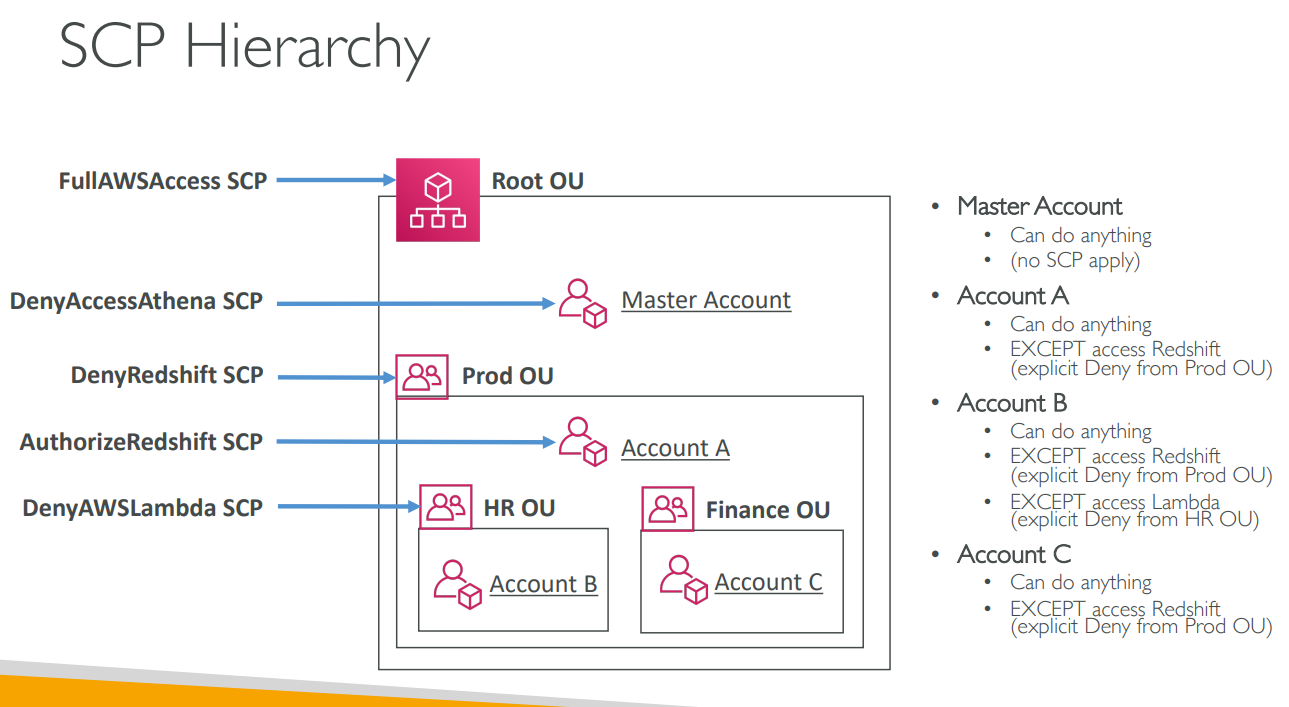 SCP Hierarchy
FullAWSAccess SCP
Root OU
DenyAccessAthena SCP
Master Account
DenyRedshift SCP
Prod OU
AuthorizeRedshift SCP
Account A
DenyAWSLambda SCP
HR OU
Finance OU
Account B
Account C
• Master Account
• Can do anything
• (no SCP apply)
• Account A
• Can do anything
• EXCEPT access Redshift
(explicit Deny from Prod OU)
• Account B
• Can do anything
• EXCEPT access Redshift
(explicit Deny from Prod OU)
• EXCEPT access Lambda
(explicit Deny from HR OU)
• Account C
• Can do anything
• EXCEPT access Redshift
(explicit Deny from Prod OU)